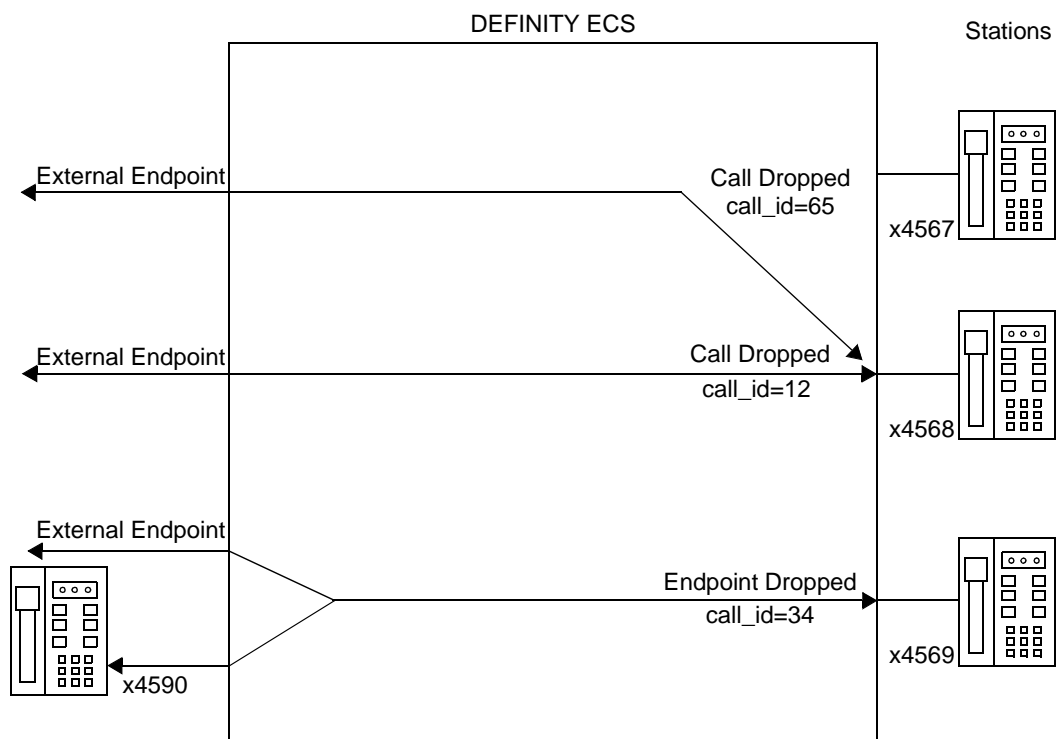 DEFINITY ECS
Stations
External Endpoint
Call Dropped
call_id=65
x4567
External Endpoint
Call Dropped
call_id=12
x4568
External Endpoint
Endpoint Dropped
call_id=34
x4569
x4590